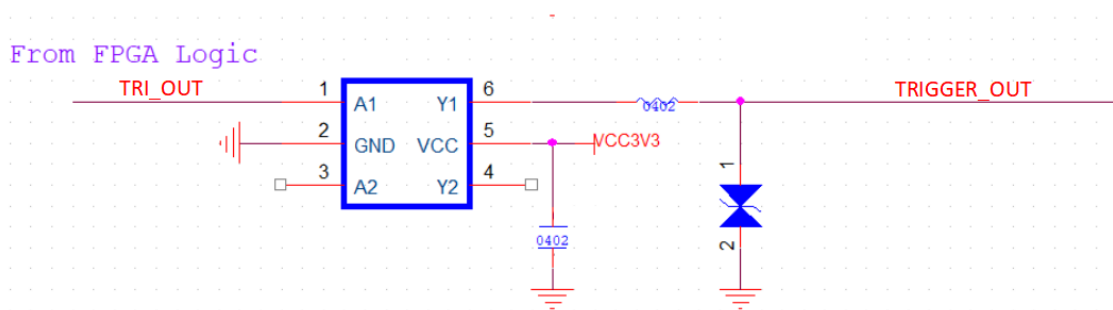 From FPGA Logic
TRI_OUT 1 A1 Y1 6 0402 TRIGGER_OUT
2 GND VCC 5 VCC3V3
3 A2 Y2 4
1
0402
2